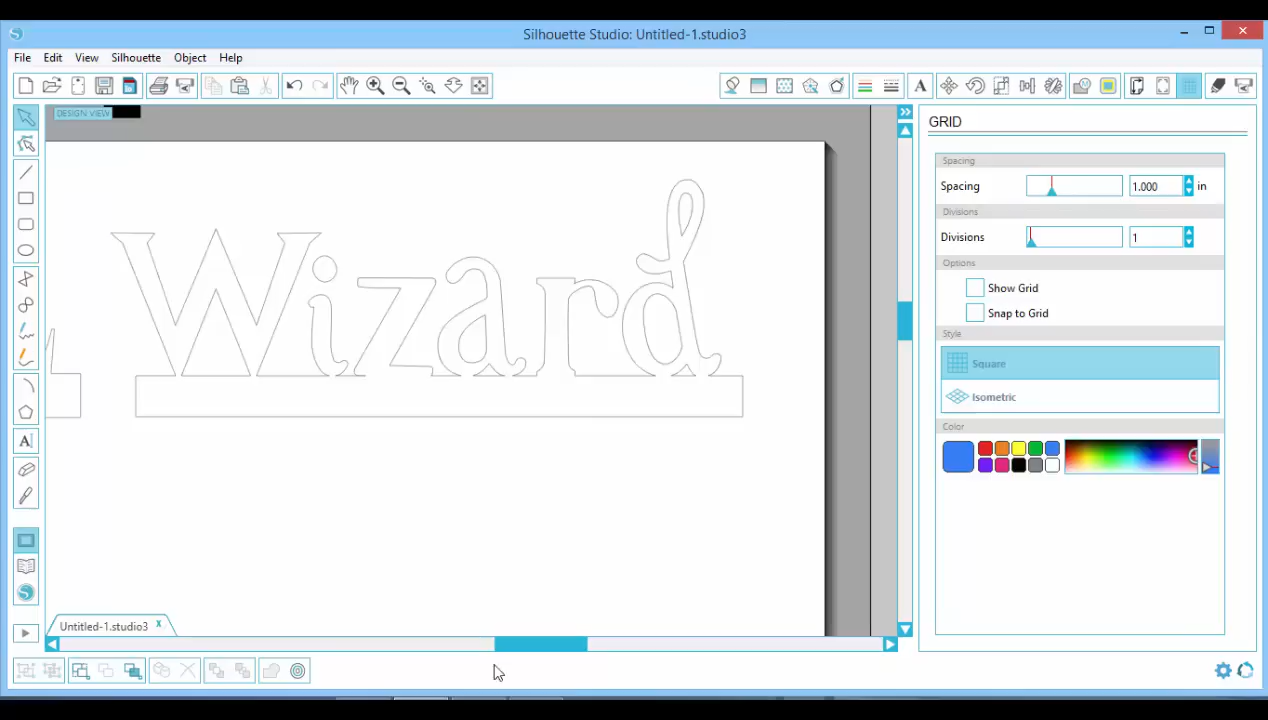 Silhouette Studio: Untitled-1.studio3
File Edit View Silhouette Object Help
DESIGN VIEW
Wizard
Untitled-1.studio3 x
GRID
Spacing
Spacing 1.000 in
Divisions
Divisions 1
Options
Show Grid
Snap to Grid
Style
Square
Isometric
Color